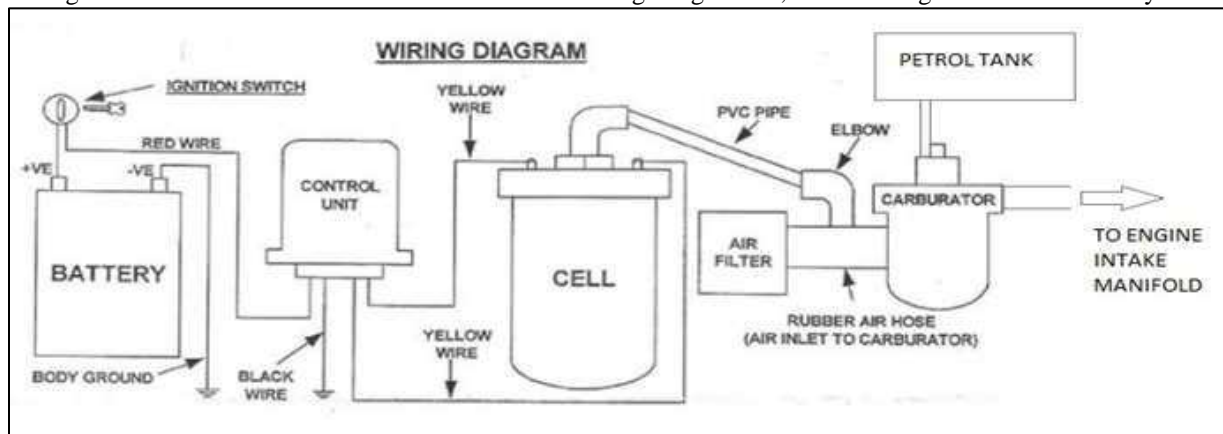 WIRING DIAGRAM
IGNITION SWITCH
RED WIRE
+VE
-VE
BATTERY
BODY GROUND
CONTROL
UNIT
BLACK
WIRE
YELLOW
WIRE
YELLOW
WIRE
CELL
PVC PIPE
ELBOW
PETROL TANK
AIR
FILTER
CARBURATOR
RUBBER AIR HOSE
(AIR INLET TO CARBURATOR)
TO ENGINE
INTAKE
MANIFOLD